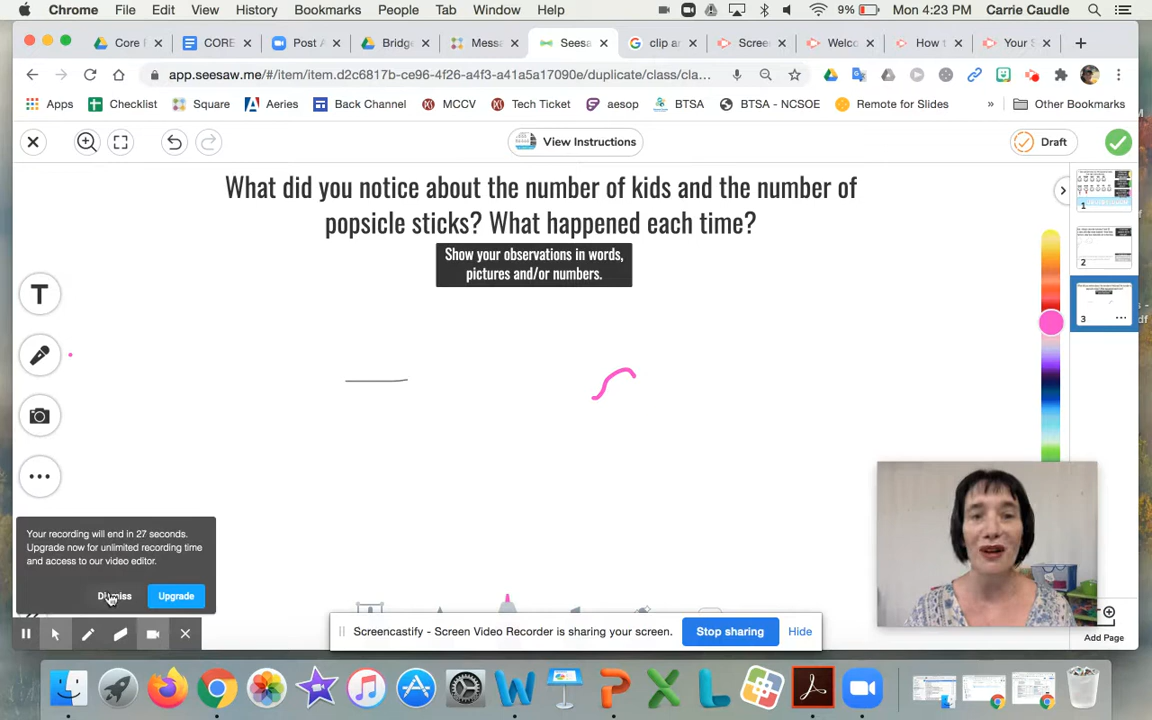 Chrome File Edit View History Bookmarks People Tab Window Help 9% Mon 4:23 PM Carrie Caudle
Core CORE Post A Bridge Messa Seesa clip a Screen Welco How t Your S
app.seesaw.me/#/item/item.d2c6817b-ce96-4f26-a4f3-a41a5a17090e/duplicate/class/cla...
Apps Checklist Square Aeries Back Channel MCCV Tech Ticket aesop BTSA BTSA - NCSOE Remote for Slides » Other Bookmarks
View Instructions Draft
What did you notice about the number of kids and the number of
popsicle sticks? What happened each time?
Show your observations in words,
pictures and/or numbers.
T
1
2
3
Your recording will end in 27 seconds.
Upgrade now for unlimited recording time
and access to our video editor.
Dismiss Upgrade
Screencastify - Screen Video Recorder is sharing your screen. Stop sharing Hide
Add Page